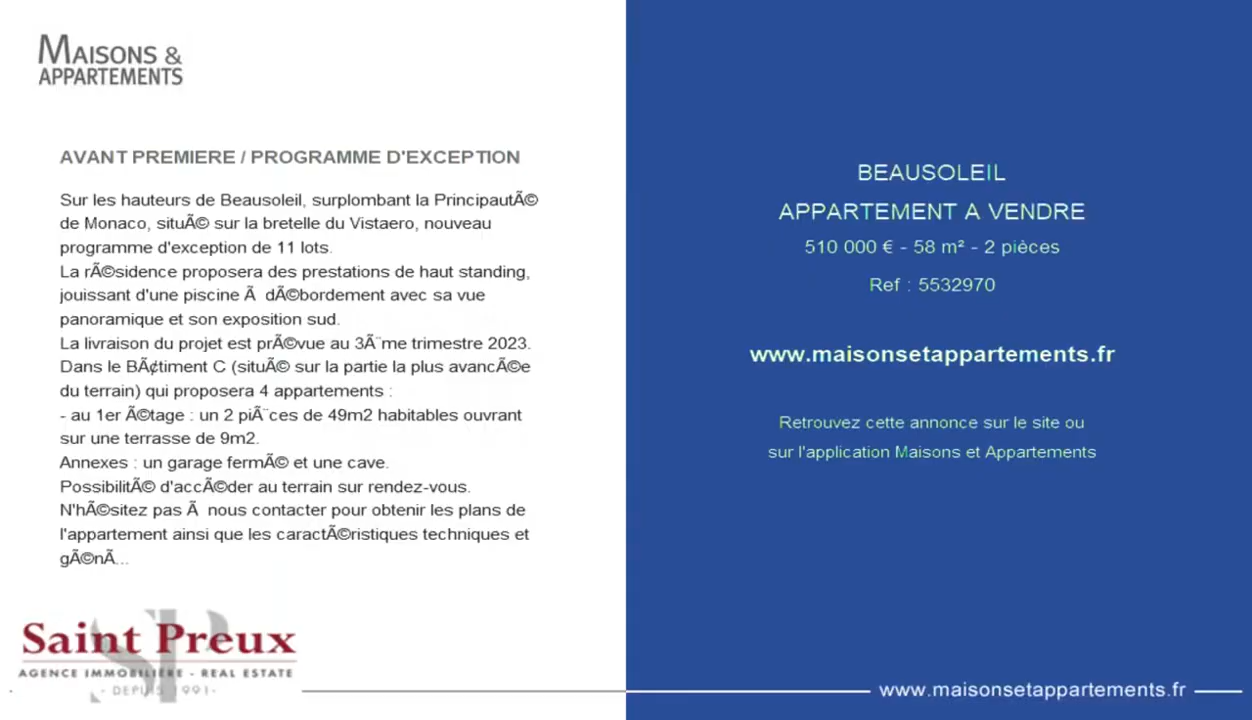 MAISONS &
APPARTEMENTS
AVANT PREMIERE / PROGRAMME D'EXCEPTION
Sur les hauteurs de Beausoleil, surplombant la PrincipautÃ©
de Monaco, situÃ© sur la bretelle du Vistaero, nouveau
programme d'exception de 11 lots.
La rÃ©sidence proposera des prestations de haut standing,
jouissant d'une piscine Ã  dÃ©bordement avec sa vue
panoramique et son exposition sud.
La livraison du projet est prÃ©vue au 3Ã¨me trimestre 2023.
Dans le BÃ¢timent C (situÃ© sur la partie la plus avancÃ©e
du terrain) qui proposera 4 appartements :
- au 1er Ã©tage : un 2 piÃ¨ces de 49m2 habitables ouvrant
sur une terrasse de 9m2.
Annexes : un garage fermÃ© et une cave.
PossibilitÃ© d'accÃ©der au terrain sur rendez-vous.
N'hÃ©sitez pas Ã  nous contacter pour obtenir les plans de
l'appartement ainsi que les caractÃ©ristiques techniques et
gÃ©nÃ...
SP
Saint Preux
AGENCE IMMOBILIÈRE - REAL ESTATE
- DEPUIS 1991-
BEAUSOLEIL
APPARTEMENT A VENDRE
510 000 € - 58 m² - 2 pièces
Ref : 5532970
www.maisonsetappartements.fr
Retrouvez cette annonce sur le site ou
sur l'application Maisons et Appartements
www.maisonsetappartements.fr